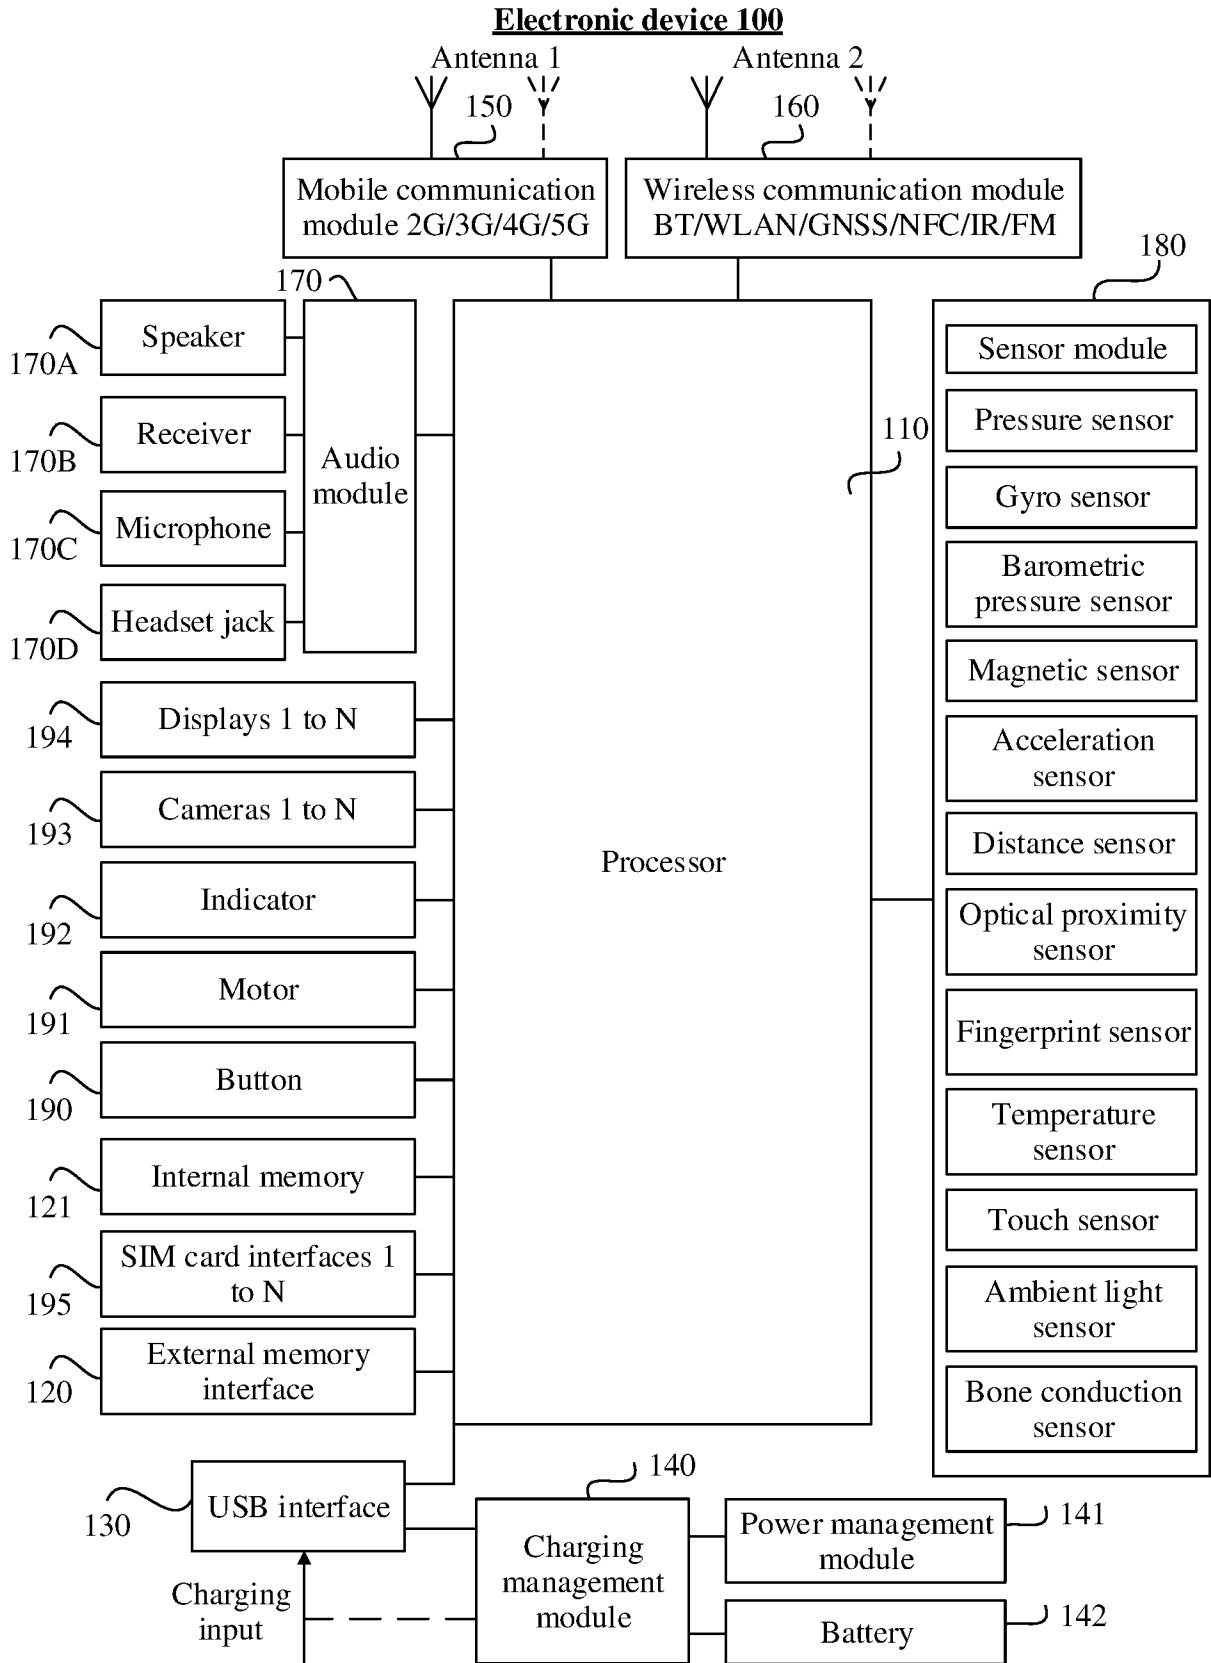 Electronic device 100
Antenna 1
Antenna 2
150
160
Mobile communication
module 2G/3G/4G/5G
Wireless communication module
BT/WLAN/GNSS/NFC/IR/FM
170
180
Speaker
170A
Receiver
170B
Microphone
170C
Headset jack
170D
Audio
module
Displays 1 to N
194
Cameras 1 to N
193
Indicator
192
Motor
191
Button
190
Internal memory
121
SIM card interfaces 1
to N
195
External memory
interface
120
Processor
110
Sensor module
Pressure sensor
Gyro sensor
Barometric
pressure sensor
Magnetic sensor
Acceleration
sensor
Distance sensor
Optical proximity
sensor
Fingerprint sensor
Temperature
sensor
Touch sensor
Ambient light
sensor
Bone conduction
sensor
USB interface
130
Charging
input
140
Charging
management
module
Power management
module
141
Battery
142